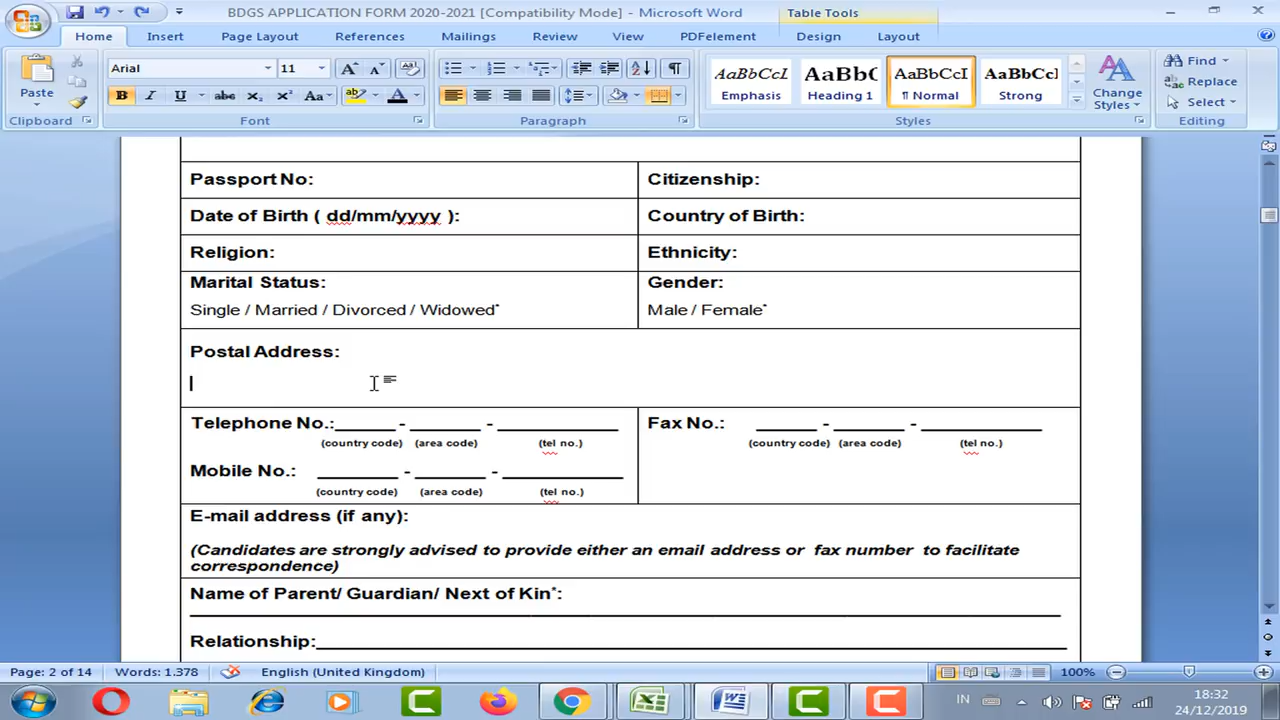 BDGS APPLICATION FORM 2020-2021 [Compatibility Mode] - Microsoft Word
Table Tools
Home Insert Page Layout References Mailings Review View PDFelement Design Layout
Paste
Clipboard
Arial 11
B I U abc X₂ X² Aa A
Font
Paragraph
AaBbCcI AaBbC AaBbCcI AaBbCcl
Emphasis Heading 1 ¶ Normal Strong
Change Styles
Styles
Find
Replace
Select
Editing
Passport No: Citizenship:
Date of Birth ( dd/mm/yyyy ): Country of Birth:
Religion: Ethnicity:
Marital Status: Gender:
Single / Married / Divorced / Widowed* Male / Female*
Postal Address:
Telephone No.:______ - _______ - ____________ Fax No.: ______ - _______ - ____________
(country code) (area code) (tel no.) (country code) (area code) (tel no.)
Mobile No.: ________ - _______ - ____________
(country code) (area code) (tel no.)
E-mail address (if any):
(Candidates are strongly advised to provide either an email address or fax number to facilitate
correspondence)
Name of Parent/ Guardian/ Next of Kin*:
Relationship:
Page: 2 of 14 Words: 1.378 English (United Kingdom) 100%
IN 18:32
24/12/2019